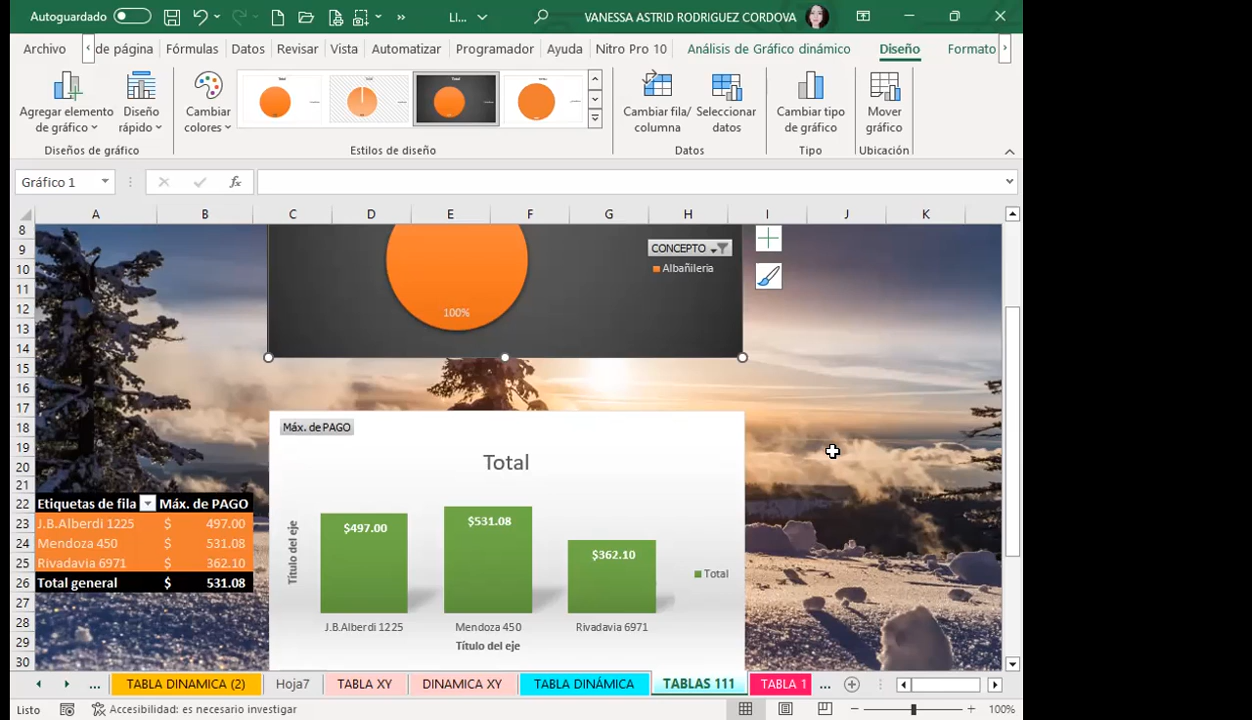 Autoguardado
»
Ll...
VANESSA ASTRID RODRIGUEZ CORDOVA
Archivo
de página
Fórmulas
Datos
Revisar
Vista
Automatizar
Programador
Ayuda
Nitro Pro 10
Análisis de Gráfico dinámico
Diseño
Formato
Agregar elemento
de gráfico
Diseño
rápido
Cambiar
colores
Cambiar fila/
columna
Seleccionar
datos
Cambiar tipo
de gráfico
Mover
gráfico
Diseños de gráfico
Estilos de diseño
Datos
Tipo
Ubicación
Gráfico 1
fx
A B C D E F G H I J K
8
9
10
11
12
13
14
15
16
17
18
19
20
21
22
23
24
25
26
27
28
29
30
CONCEPTO
Albañileria
100%
Máx. de PAGO
Total
Título del eje
$497.00
$531.08
$362.10
Total
J.B.Alberdi 1225
Mendoza 450
Rivadavia 6971
Título del eje
Etiquetas de fila Máx. de PAGO
J.B.Alberdi 1225 $ 497.00
Mendoza 450 $ 531.08
Rivadavia 6971 $ 362.10
Total general $ 531.08
...
TABLA DINAMICA (2)
Hoja7
TABLA XY
DINAMICA XY
TABLA DINÁMICA
TABLAS 111
TABLA 1
...
Listo
Accesibilidad: es necesario investigar
100%